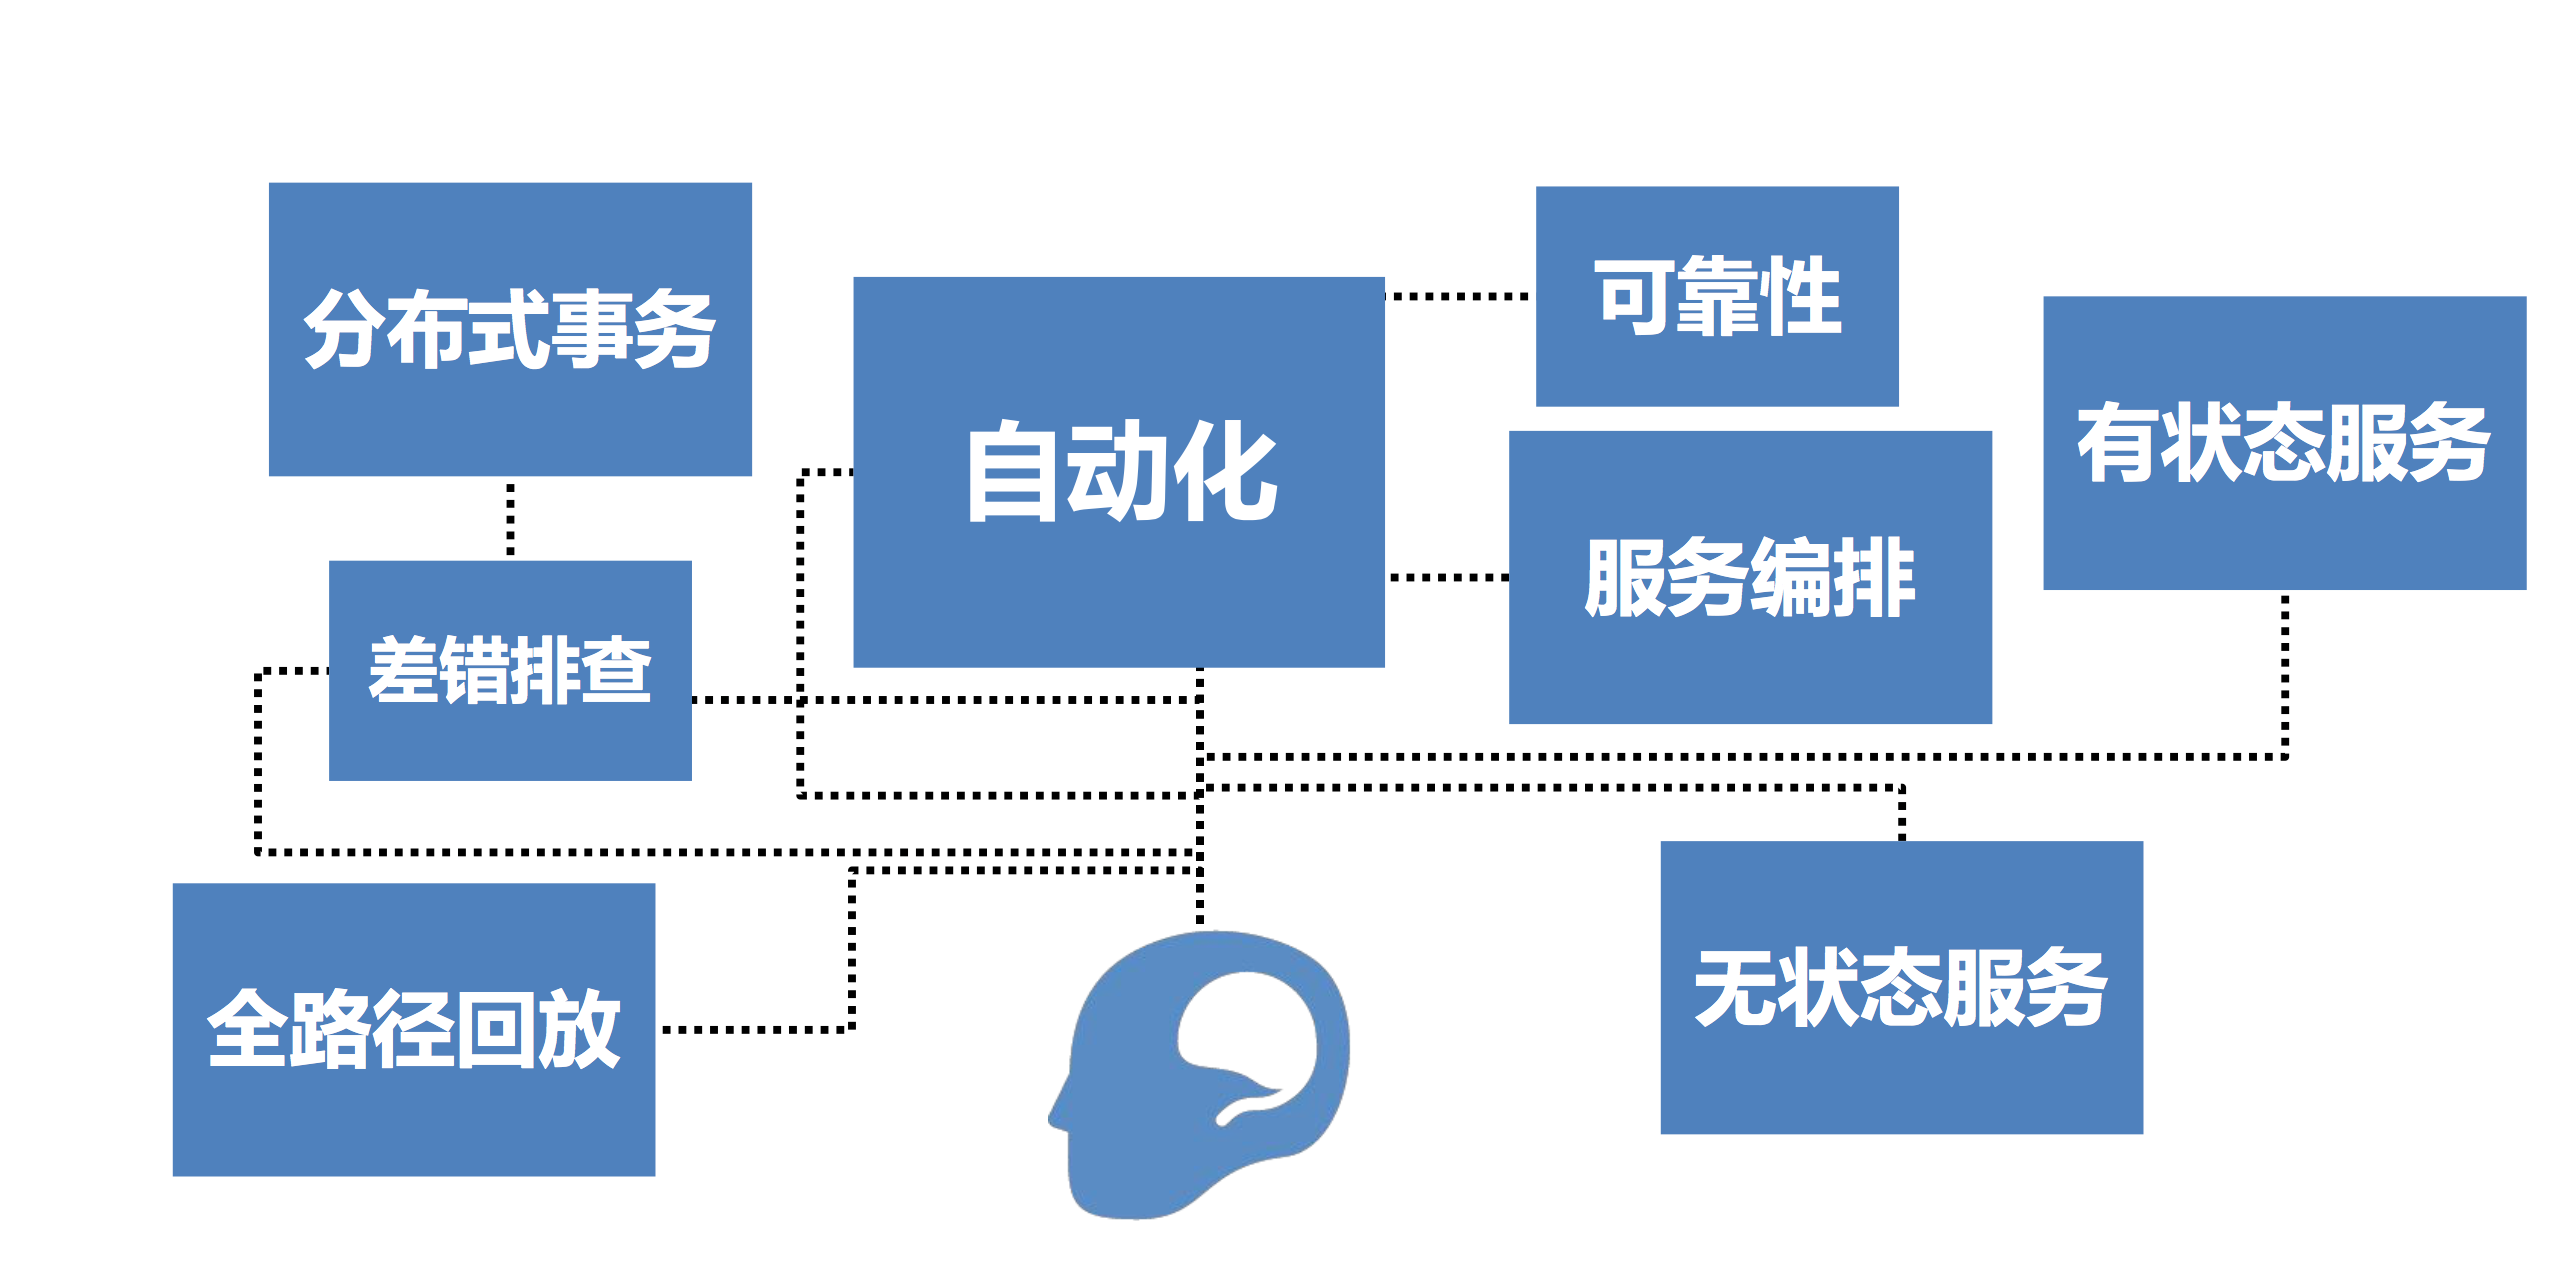 分布式事务
可靠性
自动化
有状态服务
服务编排
差错排查
无状态服务
全路径回放